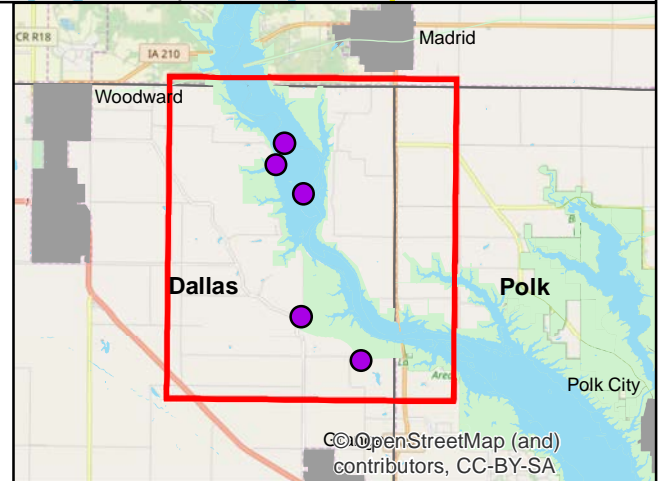 CR R18
IA 210
Madrid
Woodward
Dallas
Polk
Polk City
©OpenStreetMap (and)
contributors, CC-BY-SA